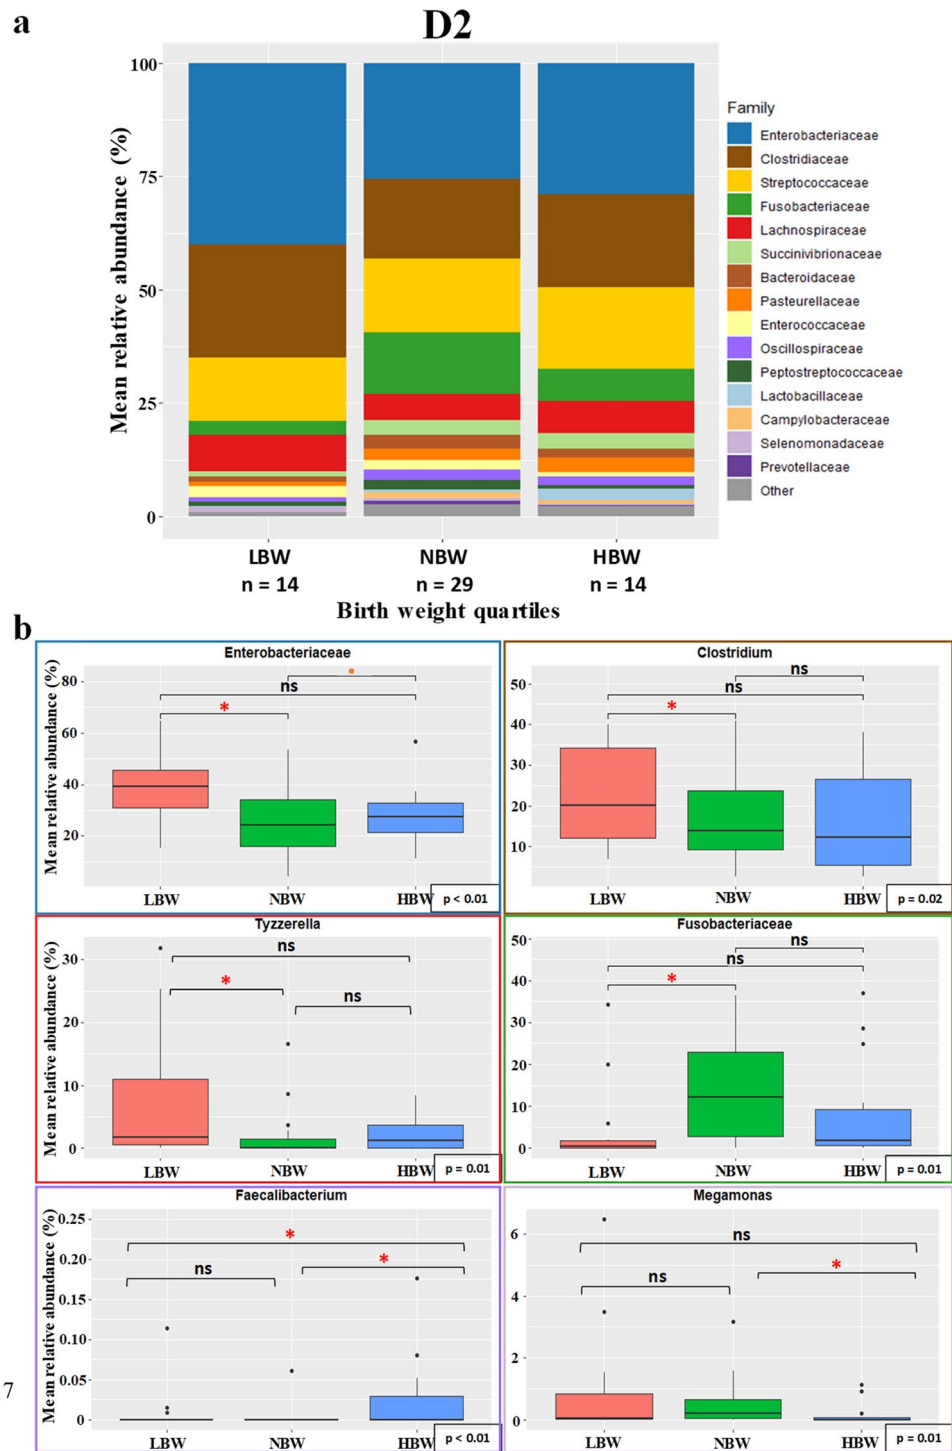 a
D2
Mean relative abundance (%)
100
75
50
25
0
LBW
NBW
HBW
n = 14
n = 29
n = 14
Birth weight quartiles
Family
Enterobacteriaceae
Clostridiaceae
Streptococcaceae
Fusobacteriaceae
Lachnospiraceae
Succinivibrionaceae
Bacteroidaceae
Pasteurellaceae
Enterococcaceae
Oscillospiraceae
Peptostreptococcaceae
Lactobacillaceae
Campylobacteraceae
Selenomonadaceae
Prevotellaceae
Other
b
Enterobacteriaceae
Mean relative abundance (%)
80
60
40
20
ns
*
LBW
NBW
HBW
p < 0.01
Clostridium
50
40
30
20
10
ns
ns
*
LBW
NBW
HBW
p = 0.02
Tyzzerella
Mean relative abundance (%)
30
20
10
0
ns
*
ns
LBW
NBW
HBW
p = 0.01
Fusobacteriaceae
50
40
30
20
10
0
ns
ns
*
LBW
NBW
HBW
p = 0.01
Faecalibacterium
Mean relative abundance (%)
0.25
0.20
0.15
0.10
0.05
0
*
*
ns
LBW
NBW
HBW
p < 0.01
Megamonas
6
4
2
0
ns
*
ns
LBW
NBW
HBW
p = 0.01
7